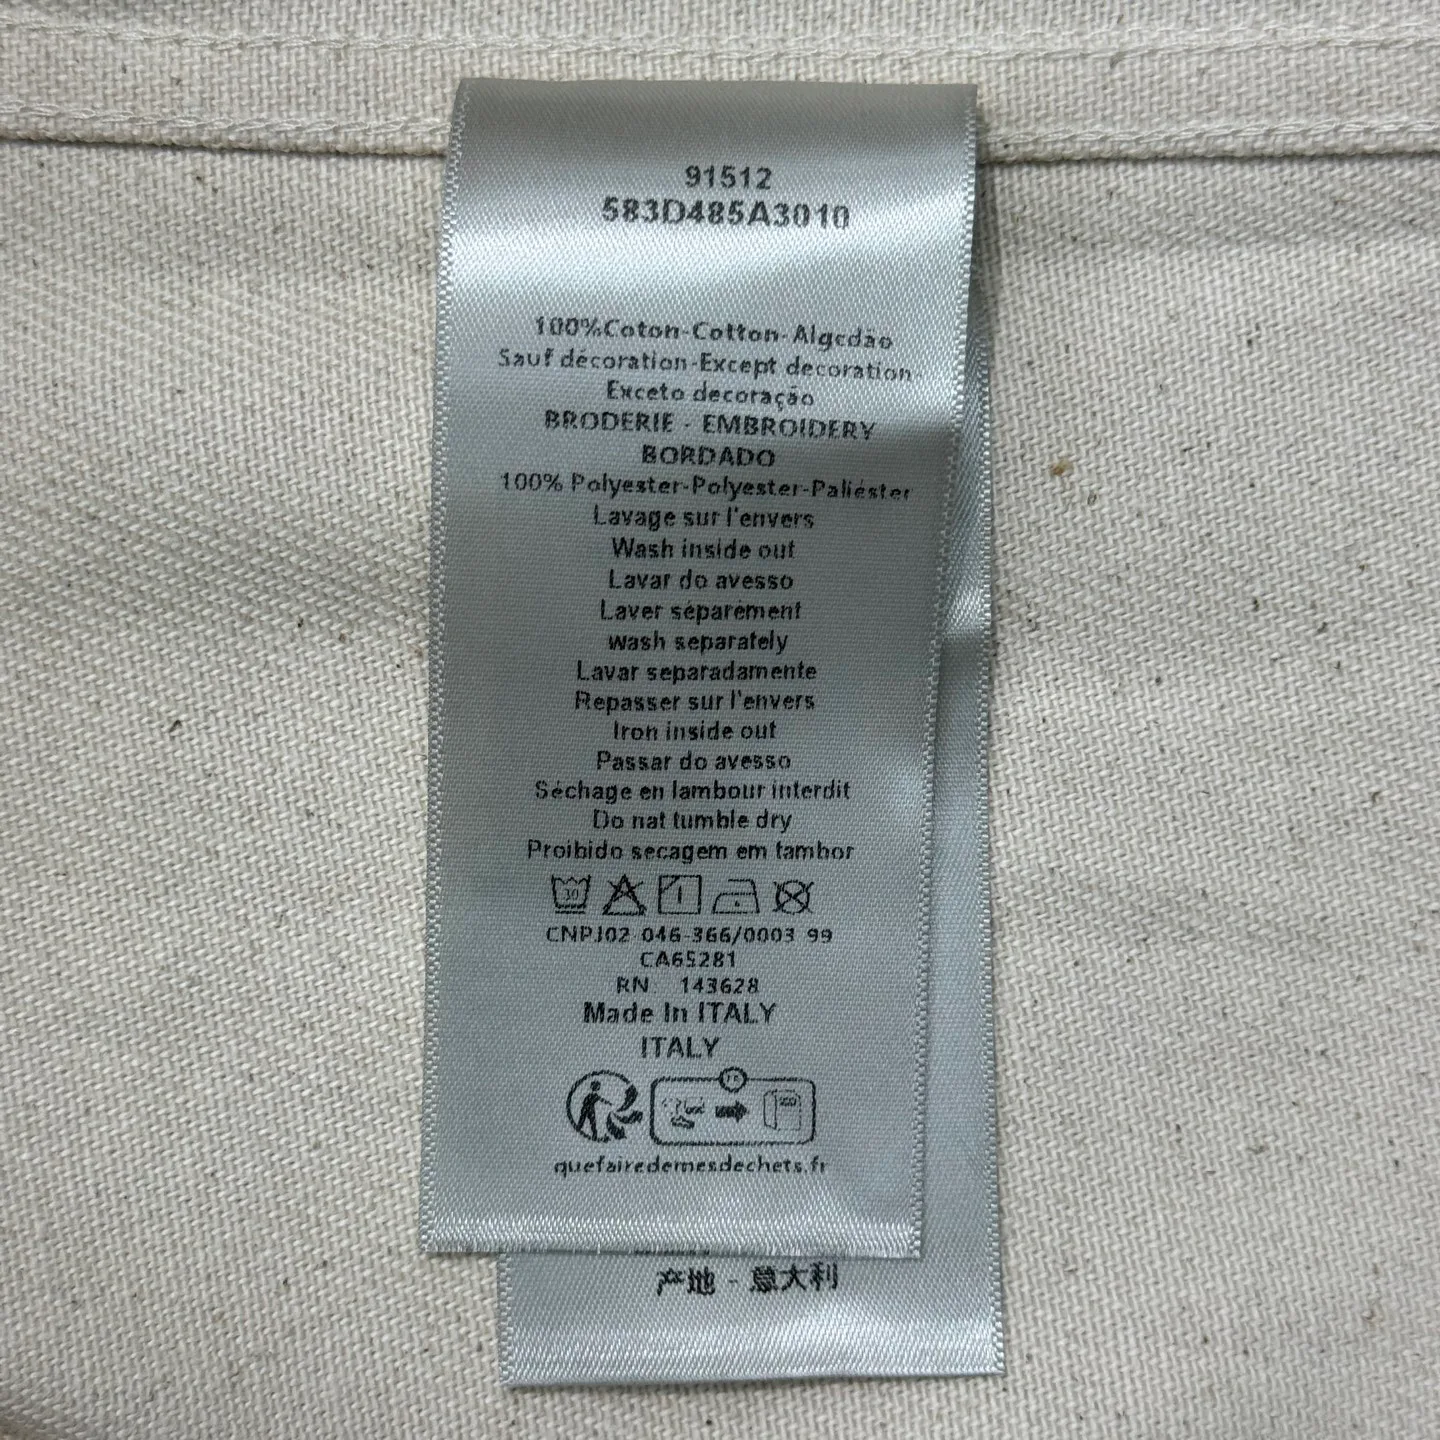 91512
583D485A3010
100%Coton-Cotton-Algcdão
Sauf décoration-Except decoration-
Exceto decoração
BRODERIE - EMBROIDERY
BORDADO
100% Polyester-Polyester-Paliéster
Lavage sur l'envers
Wash inside out
Lavar do avesso
Laver séparément
wash separately
Lavar separadamente
Repasser sur l'envers
Iron inside out
Passar do avesso
Séchage en lambour interdit
Do nat tumble dry
Proibido secagem em tambor
30
CNPJ02 046-366/0003 99
CA65281
RN 143628
Made In ITALY
ITALY
quefairedemesdechets.fr
产地 - 意大利